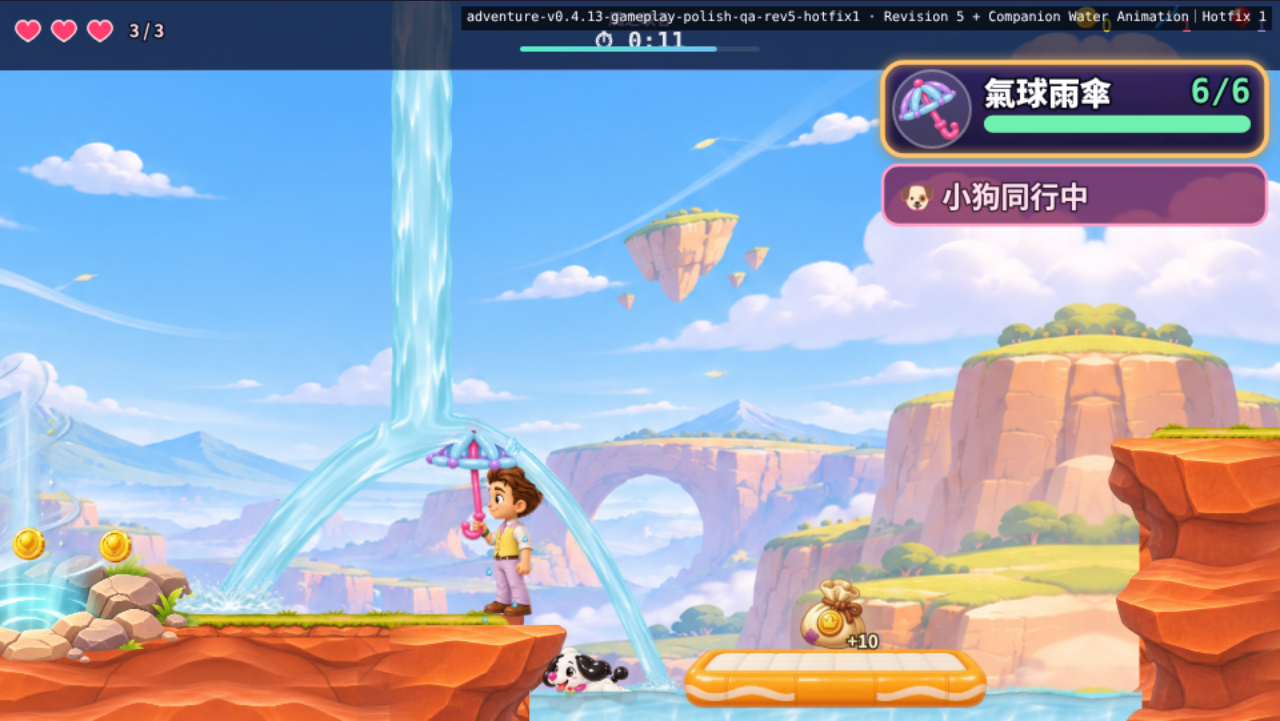 3/3
adventure-v0.4.13-gameplay-polish-qa-rev5-hotfix1 · Revision 5 + Companion Water Animation | Hotfix 1
0:11
氣球雨傘 6/6
小狗同行中
+10